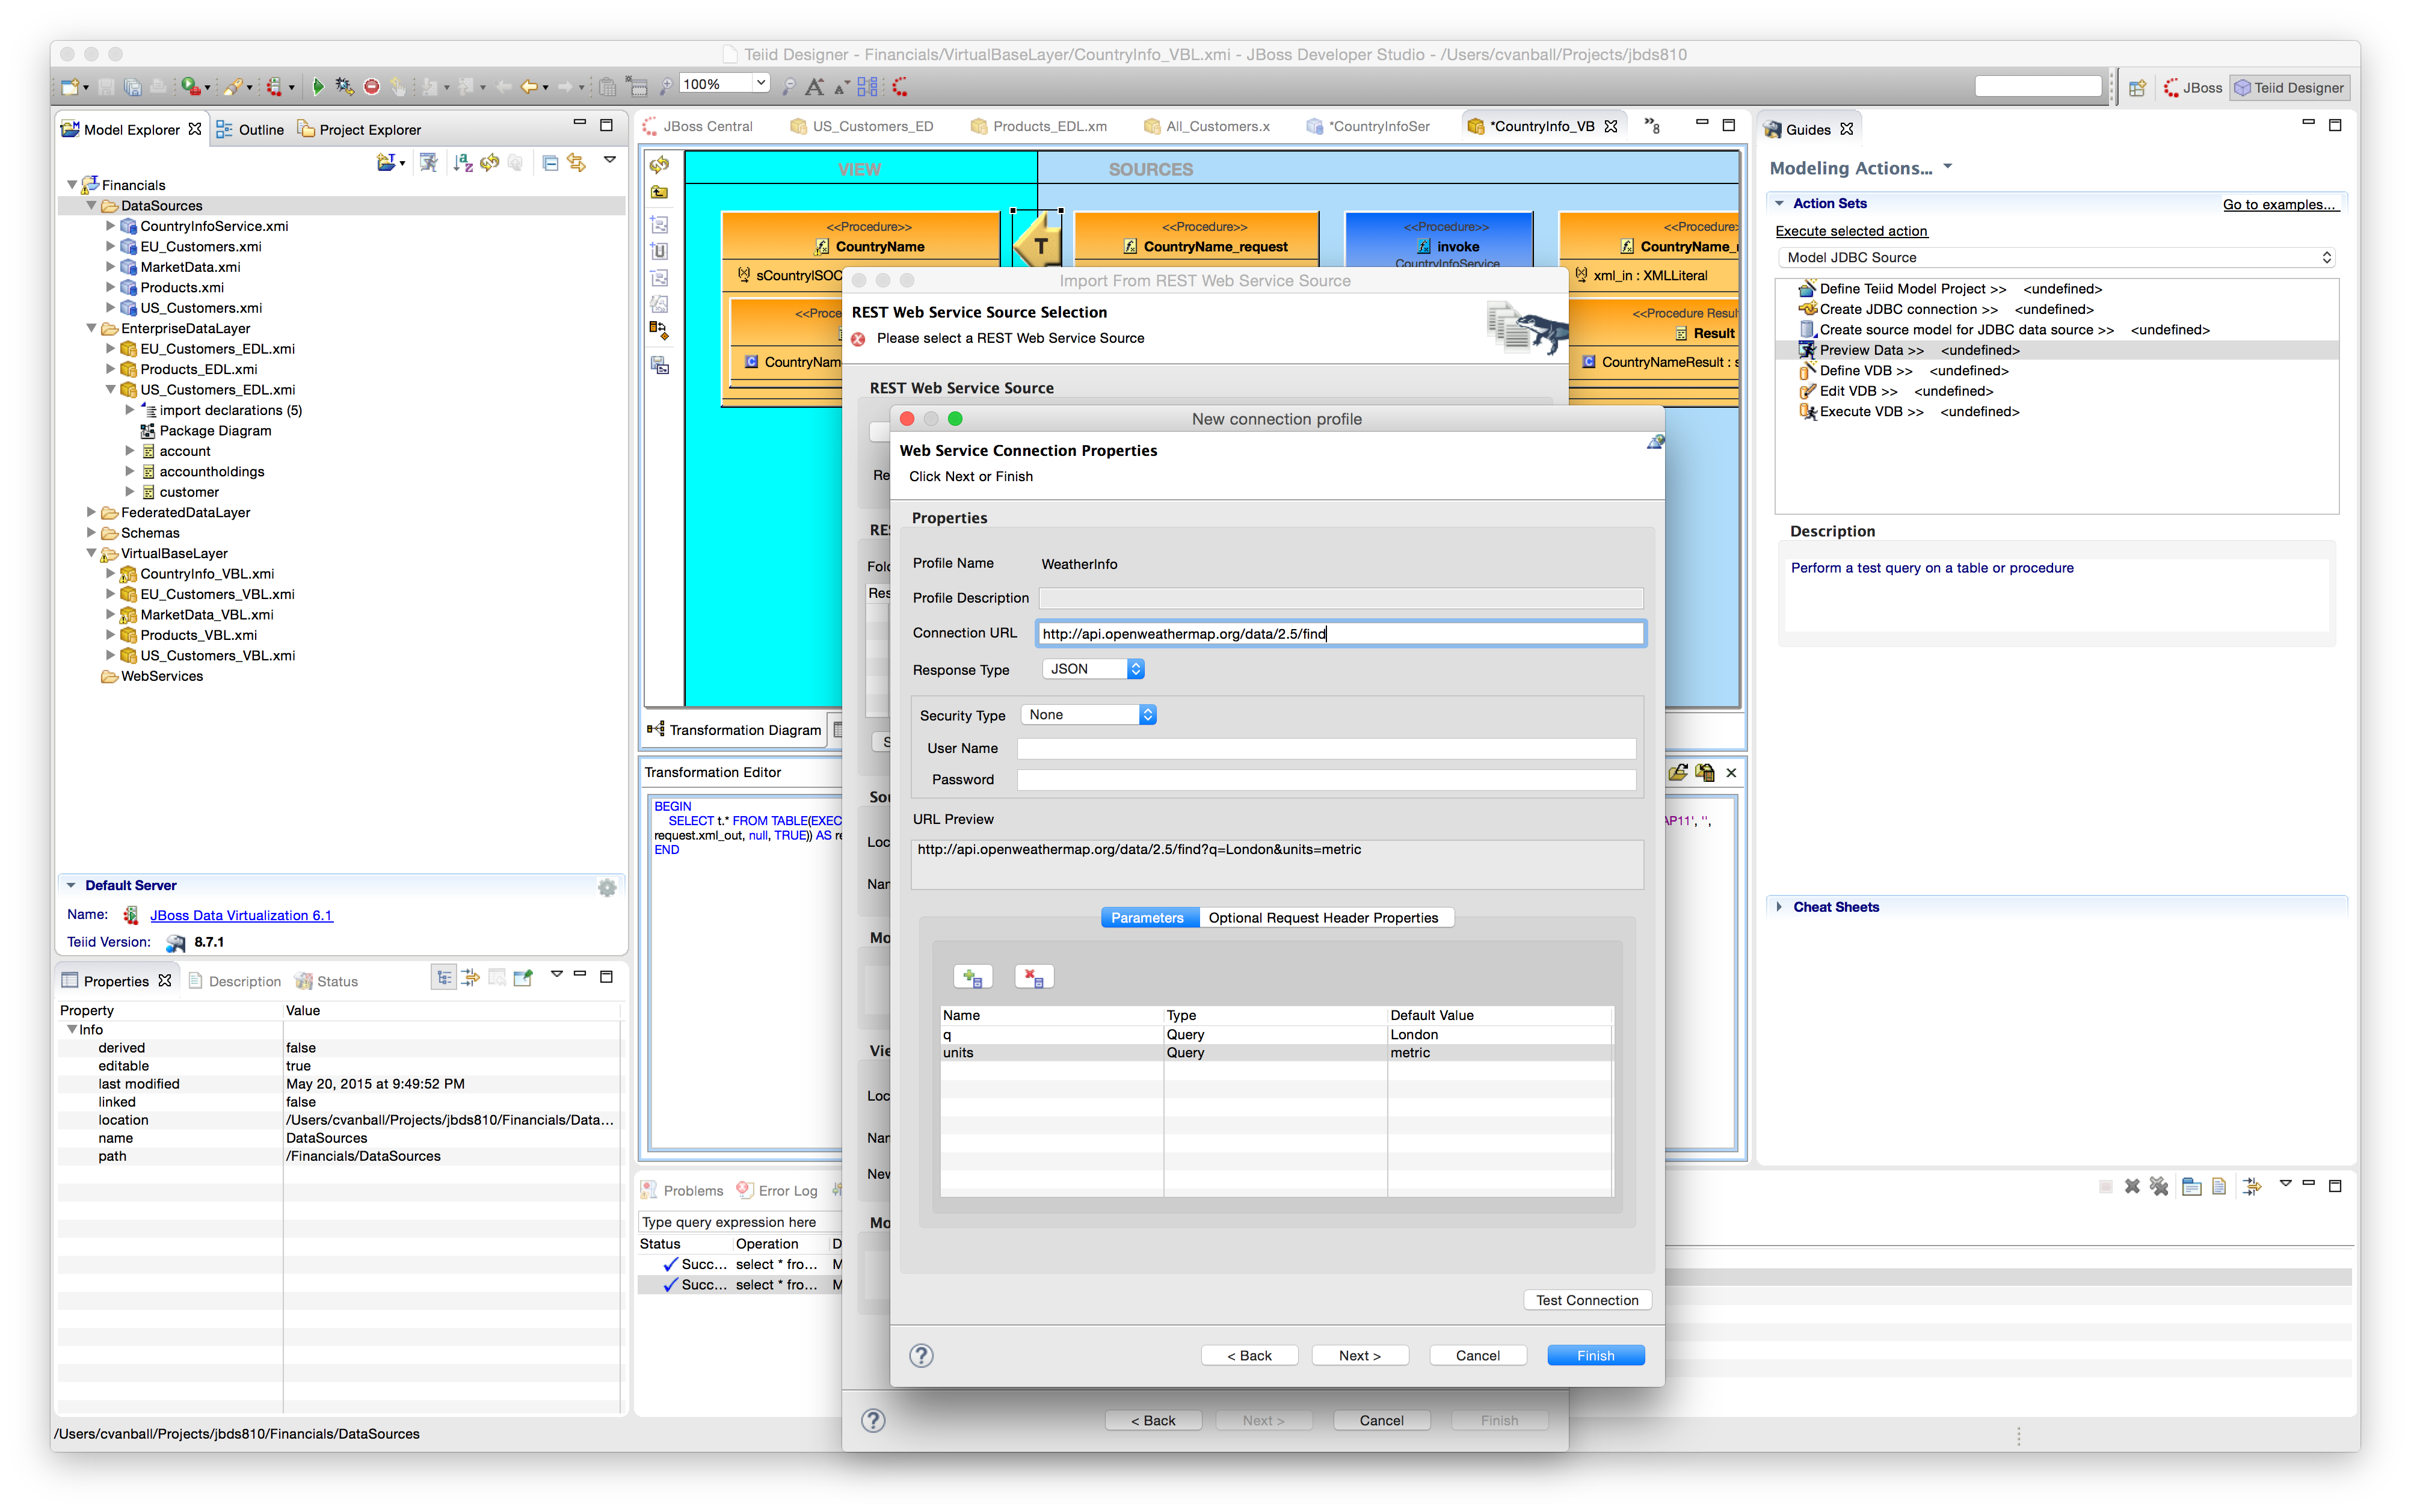 Teiid Designer - Financials/VirtualBaseLayer/CountryInfo_VBL.xmi - JBoss Developer Studio - /Users/cvanball/Projects/jbds810
100%
JBoss
Teiid Designer
Model Explorer
Outline
Project Explorer
Financials
DataSources
CountryInfoService.xmi
EU_Customers.xmi
MarketData.xmi
Products.xmi
US_Customers.xmi
EnterpriseDataLayer
EU_Customers_EDL.xmi
Products_EDL.xmi
US_Customers_EDL.xmi
import declarations (5)
Package Diagram
account
accountholdings
customer
FederatedDataLayer
Schemas
VirtualBaseLayer
CountryInfo_VBL.xmi
EU_Customers_VBL.xmi
MarketData_VBL.xmi
Products_VBL.xmi
US_Customers_VBL.xmi
WebServices
Default Server
Name: JBoss Data Virtualization 6.1
Teiid Version: 8.7.1
Properties
Description
Status
Property Value
Info
derived false
editable true
last modified May 20, 2015 at 9:49:52 PM
linked false
location /Users/cvanball/Projects/jbds810/Financials/Data...
name DataSources
path /Financials/DataSources
/Users/cvanball/Projects/jbds810/Financials/DataSources
JBoss Central
US_Customers_ED
Products_EDL.xm
All_Customers.x
*CountryInfoSer
*CountryInfo_VB
»8
VIEW
SOURCES
<<Procedure>>
CountryName
sCountryISOC
<<Proce
CountryNam
T
<<Procedure>>
CountryName_request
<<Procedure>>
invoke
CountryInfoService
<<Procedure>
CountryName_
xml_in : XMLLiteral
<<Procedure Resul
Result
CountryNameResult : s
Transformation Diagram
Transformation Editor
BEGIN
SELECT t.* FROM TABLE(EXEC
AP11', '',
request.xml_out, null, TRUE)) AS re
END
Problems
Error Log
Type query expression here
Status Operation D
Succ... select * fro... M
Succ... select * fro... M
Import From REST Web Service Source
REST Web Service Source Selection
Please select a REST Web Service Source
REST Web Service Source
Re
RES
Fold
Res
S
Sou
Loc
Nar
Mo
Vie
Loc
Nar
New
Mo
? < Back Next > Cancel Finish
New connection profile
Web Service Connection Properties
Click Next or Finish
Properties
Profile Name WeatherInfo
Profile Description
Connection URL http://api.openweathermap.org/data/2.5/find
Response Type JSON
Security Type None
User Name
Password
URL Preview
http://api.openweathermap.org/data/2.5/find?q=London&units=metric
Parameters
Optional Request Header Properties
Name Type Default Value
q Query London
units Query metric
Test Connection
? < Back Next > Cancel Finish
Guides
Modeling Actions...
Action Sets
Go to examples...
Execute selected action
Model JDBC Source
Define Teiid Model Project >> <undefined>
Create JDBC connection >> <undefined>
Create source model for JDBC data source >> <undefined>
Preview Data >> <undefined>
Define VDB >> <undefined>
Edit VDB >> <undefined>
Execute VDB >> <undefined>
Description
Perform a test query on a table or procedure
Cheat Sheets